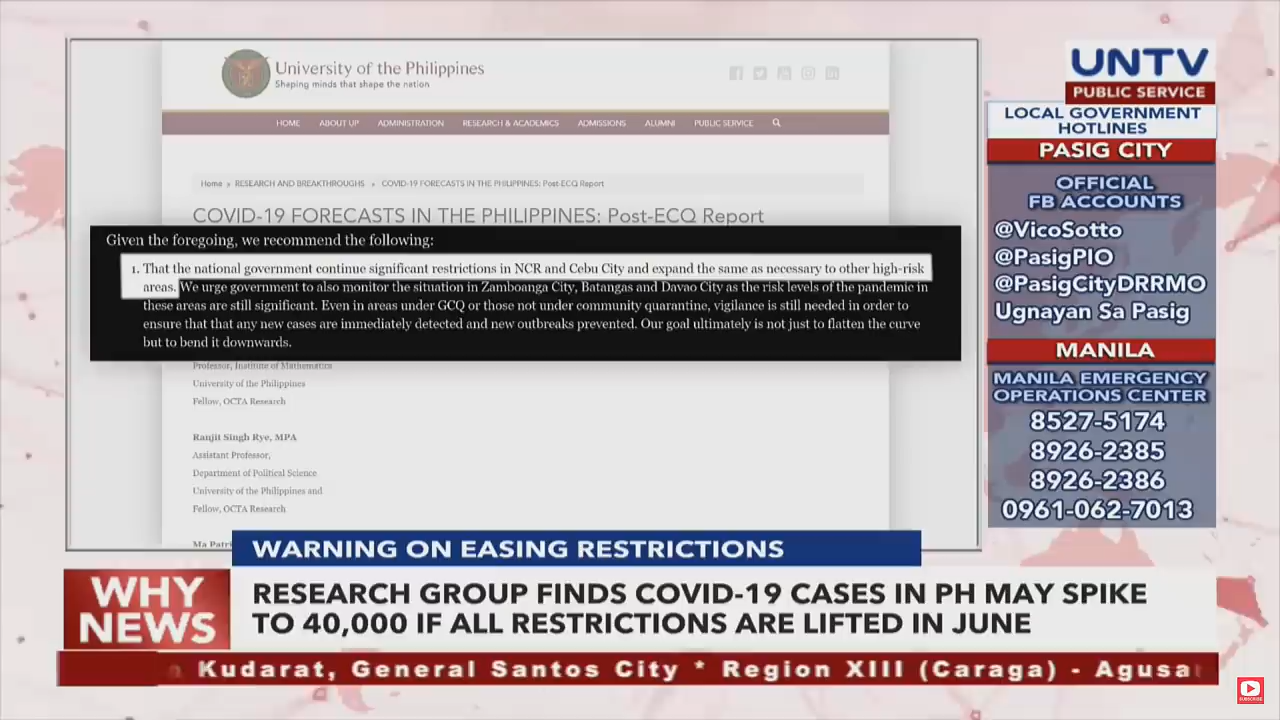 University of the Philippines
Shaping minds that shape the nation
HOME ABOUT UP ADMINISTRATION RESEARCH & ACADEMICS ADMISSIONS ALUMNI PUBLIC SERVICE
Home » RESEARCH AND BREAKTHROUGHS » COVID-19 FORECASTS IN THE PHILIPPINES: Post-ECQ Report
COVID-19 FORECASTS IN THE PHILIPPINES: Post-ECQ Report
Given the foregoing, we recommend the following:
1. That the national government continue significant restrictions in NCR and Cebu City and expand the same as necessary to other high-risk
areas. We urge government to also monitor the situation in Zamboanga City, Batangas and Davao City as the risk levels of the pandemic in
these areas are still significant. Even in areas under GCQ or those not under community quarantine, vigilance is still needed in order to
ensure that that any new cases are immediately detected and new outbreaks prevented. Our goal ultimately is not just to flatten the curve
but to bend it downwards.
Professor, Institute of Mathematics
University of the Philippines
Fellow, OCTA Research
Ranjit Singh Rye, MPA
Assistant Professor,
Department of Political Science
University of the Philippines and
Fellow, OCTA Research
Ma Patri
UNTV
PUBLIC SERVICE
LOCAL GOVERNMENT
HOTLINES
PASIG CITY
OFFICIAL
FB ACCOUNTS
@VicoSotto
@PasigPIO
@PasigCityDRRMO
Ugnayan Sa Pasig
MANILA
MANILA EMERGENCY
OPERATIONS CENTER
8527-5174
8926-2385
8926-2386
0961-062-7013
WARNING ON EASING RESTRICTIONS
WHY
NEWS
RESEARCH GROUP FINDS COVID-19 CASES IN PH MAY SPIKE
TO 40,000 IF ALL RESTRICTIONS ARE LIFTED IN JUNE
Kudarat, General Santos City * Region XIII (Caraga) - Agusa
SUBSCRIBE